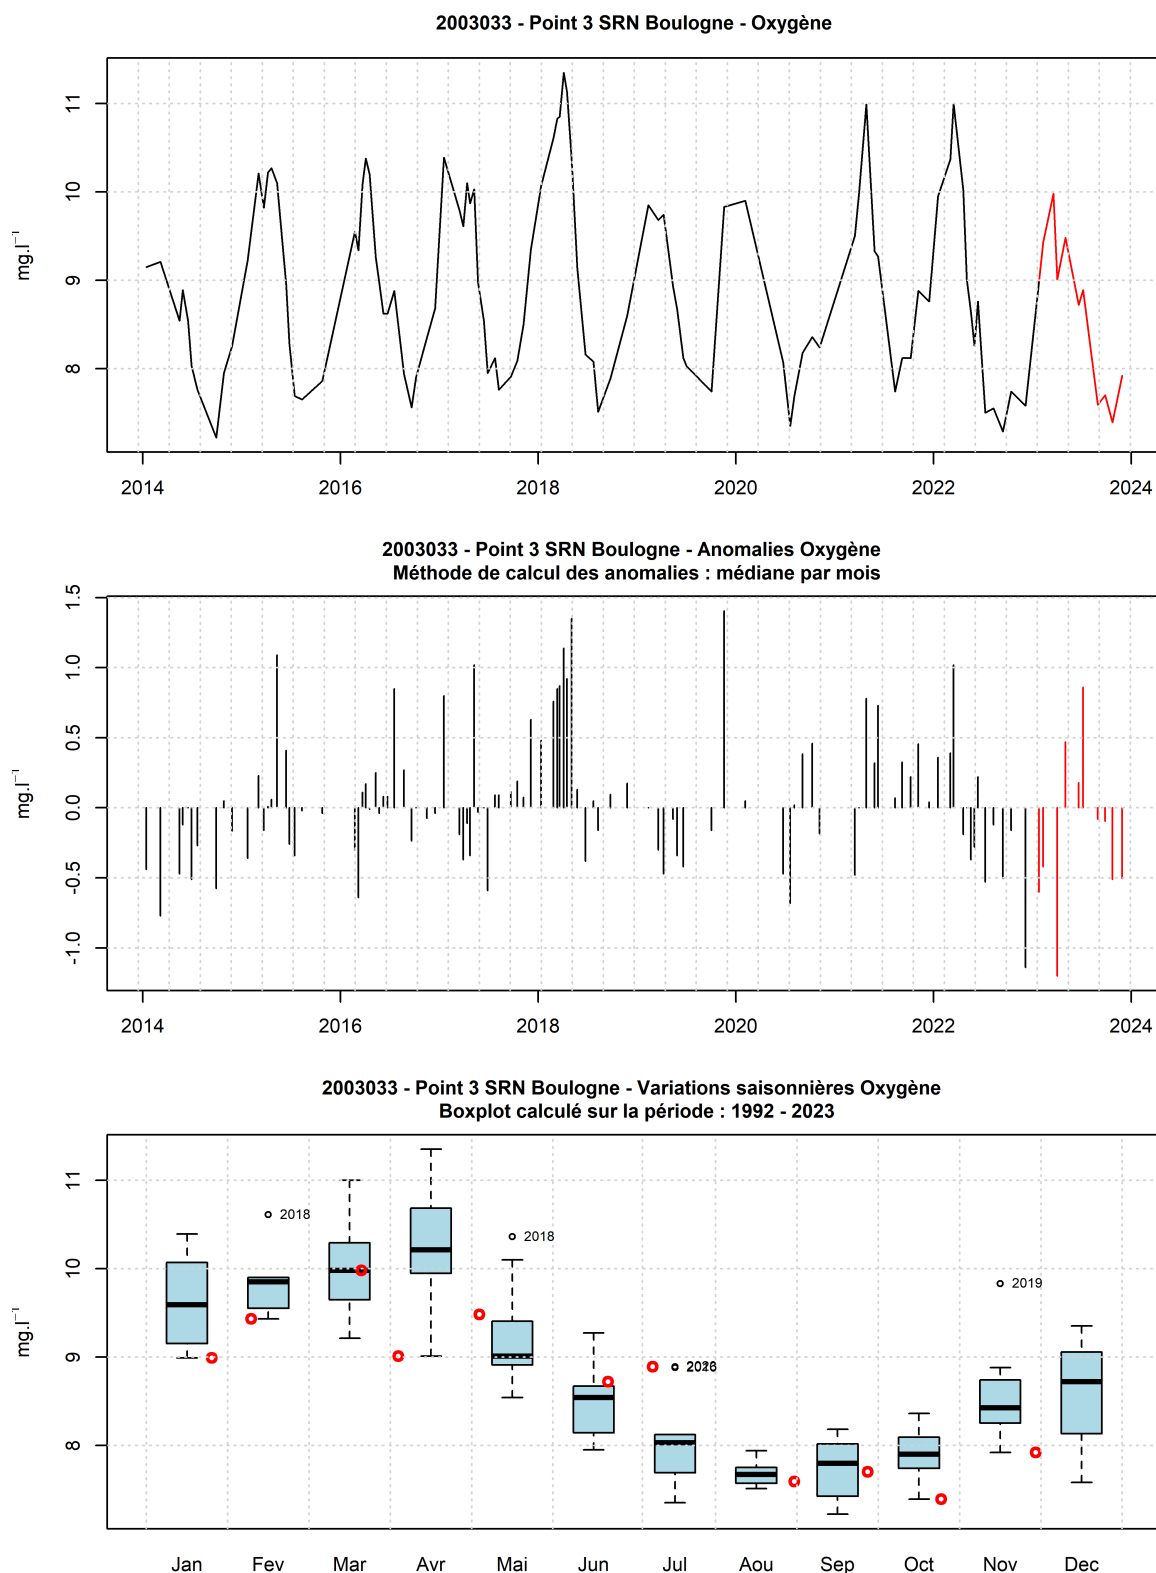 2003033 - Point 3 SRN Boulogne - Oxygène
11
10
9
8
mg.l⁻¹
2014 2016 2018 2020 2022 2024
2003033 - Point 3 SRN Boulogne - Anomalies Oxygène
Méthode de calcul des anomalies : médiane par mois
1.5
1.0
0.5
0.0
-0.5
-1.0
mg.l⁻¹
2014 2016 2018 2020 2022 2024
2003033 - Point 3 SRN Boulogne - Variations saisonnières Oxygène
Boxplot calculé sur la période : 1992 - 2023
11
10
9
8
mg.l⁻¹
2018
2018
2019
Jan Fev Mar Avr Mai Jun Jul Aou Sep Oct Nov Dec